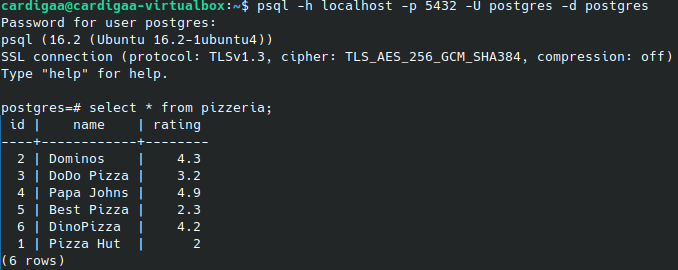 cardigaa@cardigaa-virtualbox:~$ psql -h localhost -p 5432 -U postgres -d postgres
Password for user postgres:
psql (16.2 (Ubuntu 16.2-1ubuntu4))
SSL connection (protocol: TLSv1.3, cipher: TLS_AES_256_GCM_SHA384, compression: off)
Type "help" for help.

postgres=# select * from pizzeria;
 id |    name    | rating
----+------------+--------
  2 | Dominos    |    4.3
  3 | DoDo Pizza |    3.2
  4 | Papa Johns |    4.9
  5 | Best Pizza |    2.3
  6 | DinoPizza  |    4.2
  1 | Pizza Hut  |      2
(6 rows)